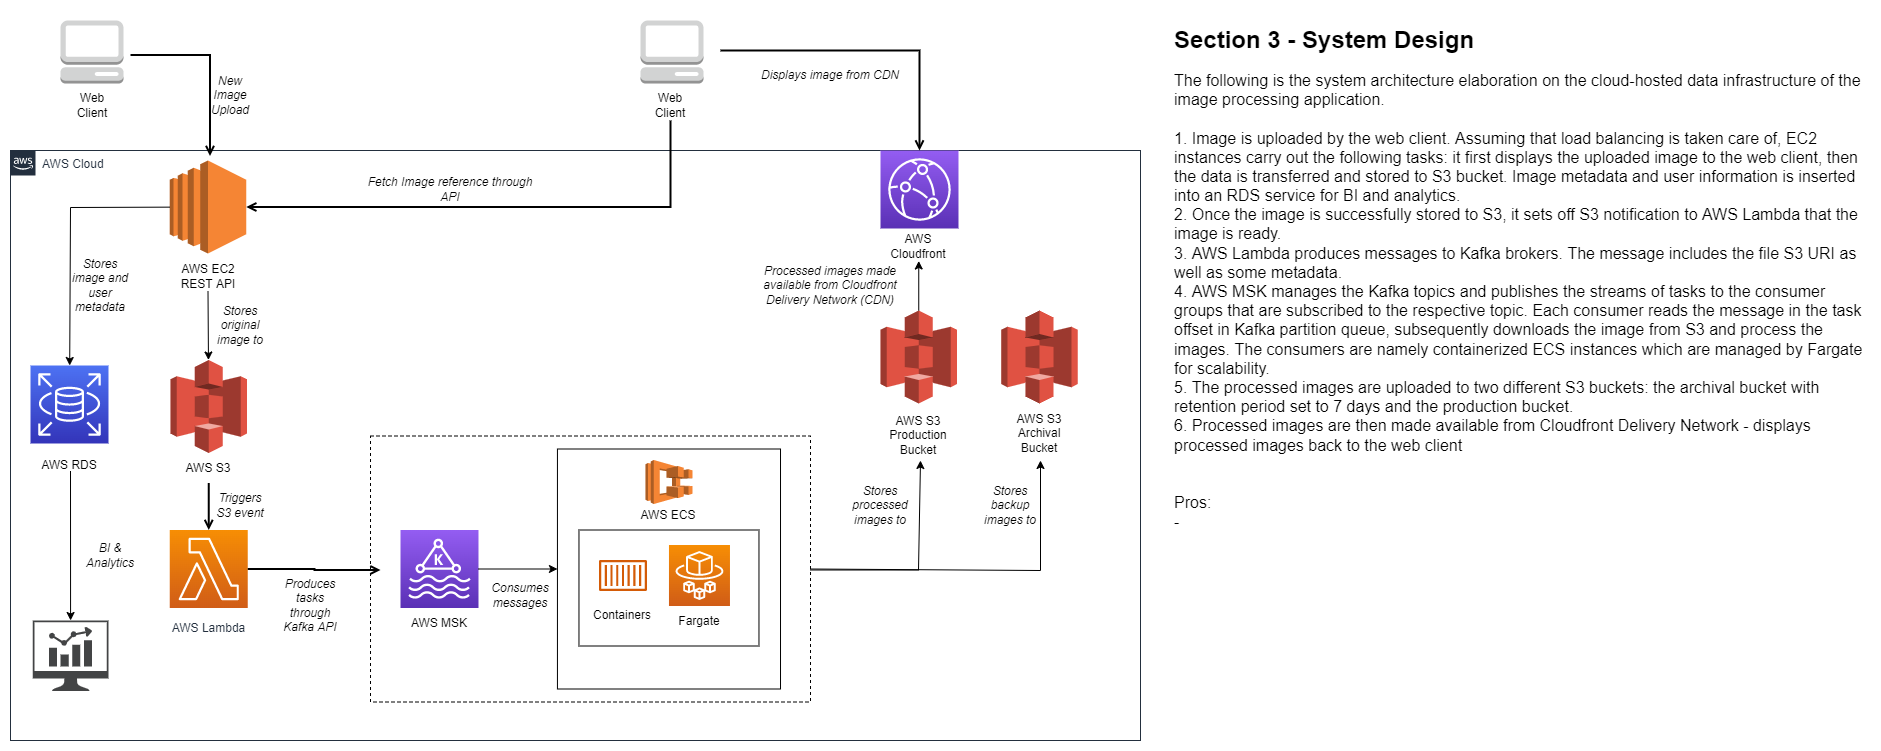 Web
Client
New
Image
Upload
Web
Client
Displays image from CDN
aws
AWS Cloud
Fetch Image reference through
API
AWS EC2
REST API
Stores
image and
user
metadata
Stores
original
image to
AWS
Cloudfront
Processed images made
available from Cloudfront
Delivery Network (CDN)
AWS RDS
AWS S3
AWS S3
Production
Bucket
AWS S3
Archival
Bucket
Triggers
S3 event
BI &
Analytics
AWS Lambda
Produces
tasks
through
Kafka API
K
AWS MSK
Consumes
messages
AWS ECS
Containers
Fargate
Stores
processed
images to
Stores
backup
images to
Section 3 - System Design
The following is the system architecture elaboration on the cloud-hosted data infrastructure of the
image processing application.
1. Image is uploaded by the web client. Assuming that load balancing is taken care of, EC2
instances carry out the following tasks: it first displays the uploaded image to the web client, then
the data is transferred and stored to S3 bucket. Image metadata and user information is inserted
into an RDS service for BI and analytics.
2. Once the image is successfully stored to S3, it sets off S3 notification to AWS Lambda that the
image is ready.
3. AWS Lambda produces messages to Kafka brokers. The message includes the file S3 URI as
well as some metadata.
4. AWS MSK manages the Kafka topics and publishes the streams of tasks to the consumer
groups that are subscribed to the respective topic. Each consumer reads the message in the task
offset in Kafka partition queue, subsequently downloads the image from S3 and process the
images. The consumers are namely containerized ECS instances which are managed by Fargate
for scalability.
5. The processed images are uploaded to two different S3 buckets: the archival bucket with
retention period set to 7 days and the production bucket.
6. Processed images are then made available from Cloudfront Delivery Network - displays
processed images back to the web client
Pros:
-